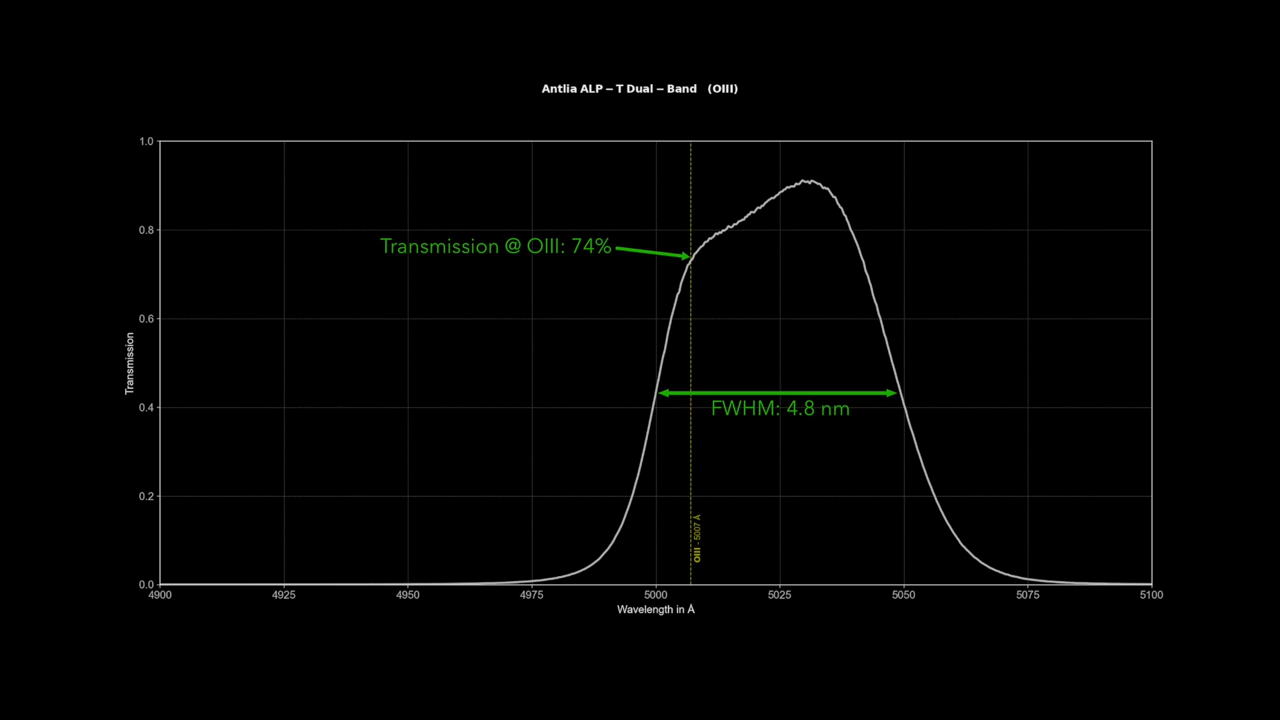 Antlia ALP – T Dual – Band (OIII)
1.0
0.8
Transmission @ OIII: 74%
0.6
Transmission
0.4
FWHM: 4.8 nm
0.2
OIII - 5007 Å
0.0
4900 4925 4950 4975 5000 5025 5050 5075 5100
Wavelength in Å